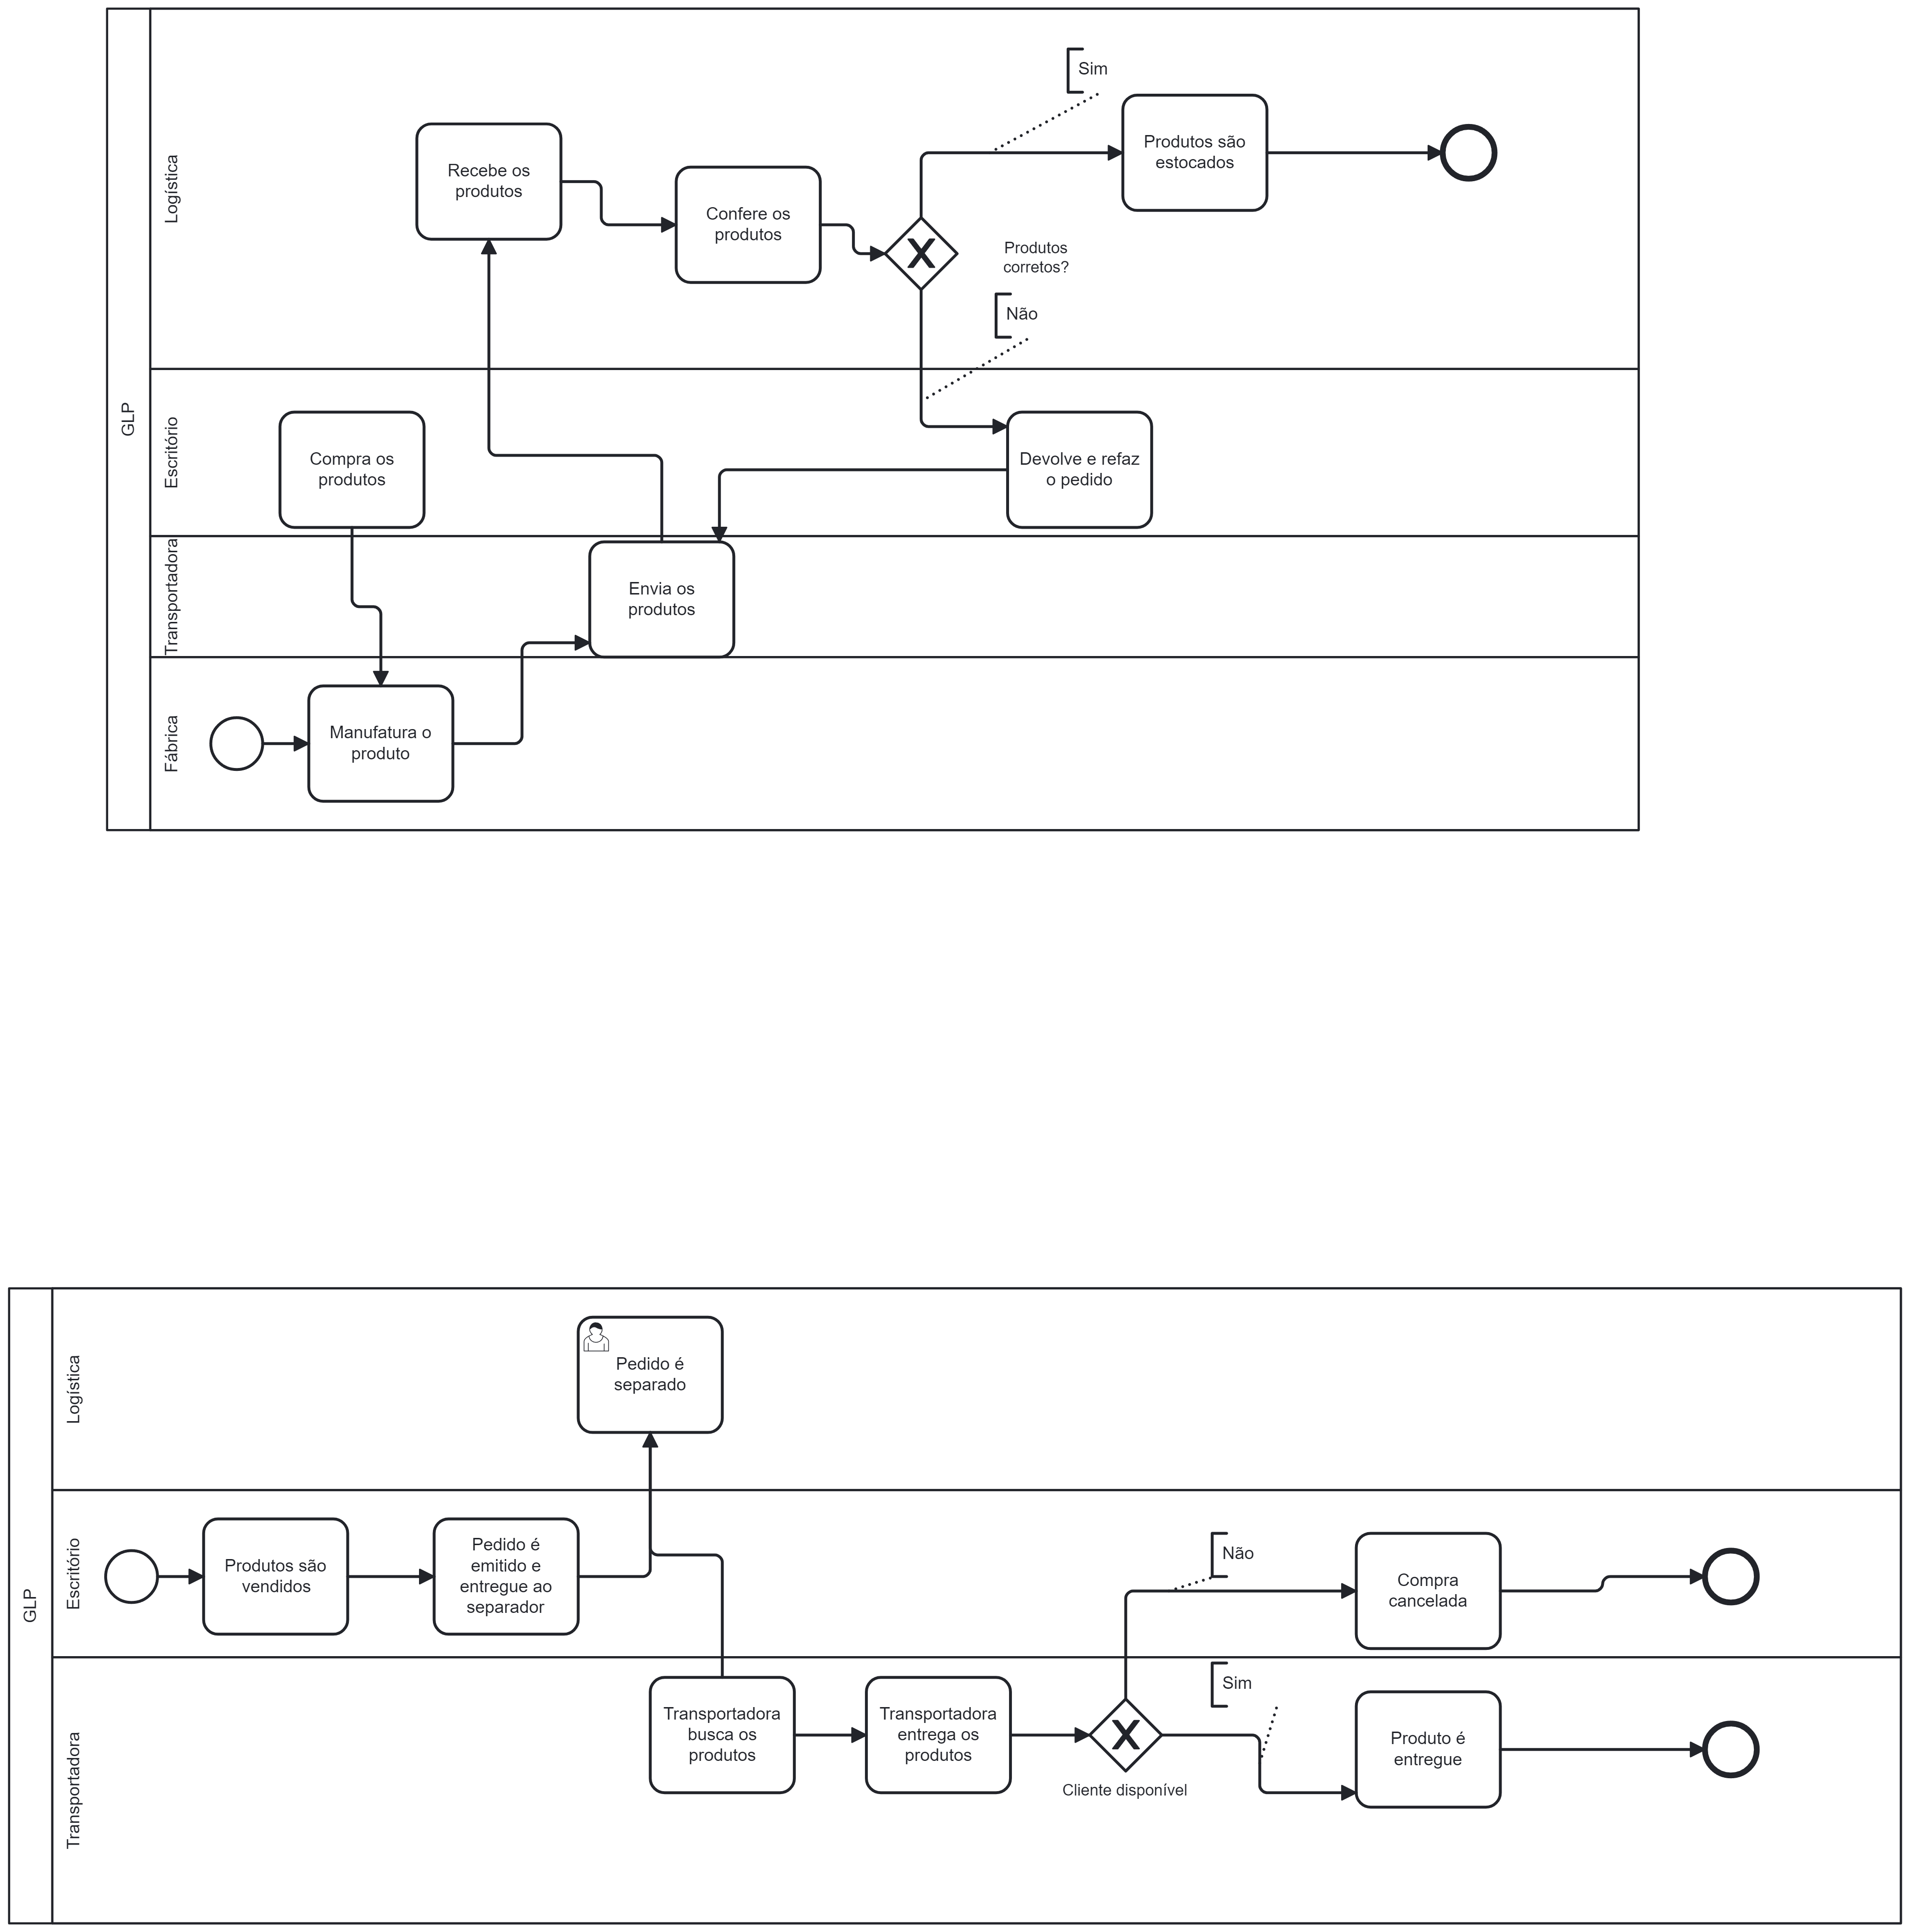 GLP
Logística
Sim
Recebe os
produtos
Confere os
produtos
Produtos são
estocados
Produtos
corretos?
Não
Escritório
Compra os
produtos
Devolve e refaz
o pedido
Transportadora
Envia os
produtos
Fábrica
Manufatura o
produto
GLP
Logística
Pedido é
separado
Escritório
Produtos são
vendidos
Pedido é
emitido e
entregue ao
separador
Não
Compra
cancelada
Transportadora
Transportadora
busca os
produtos
Transportadora
entrega os
produtos
Cliente disponível
Sim
Produto é
entregue